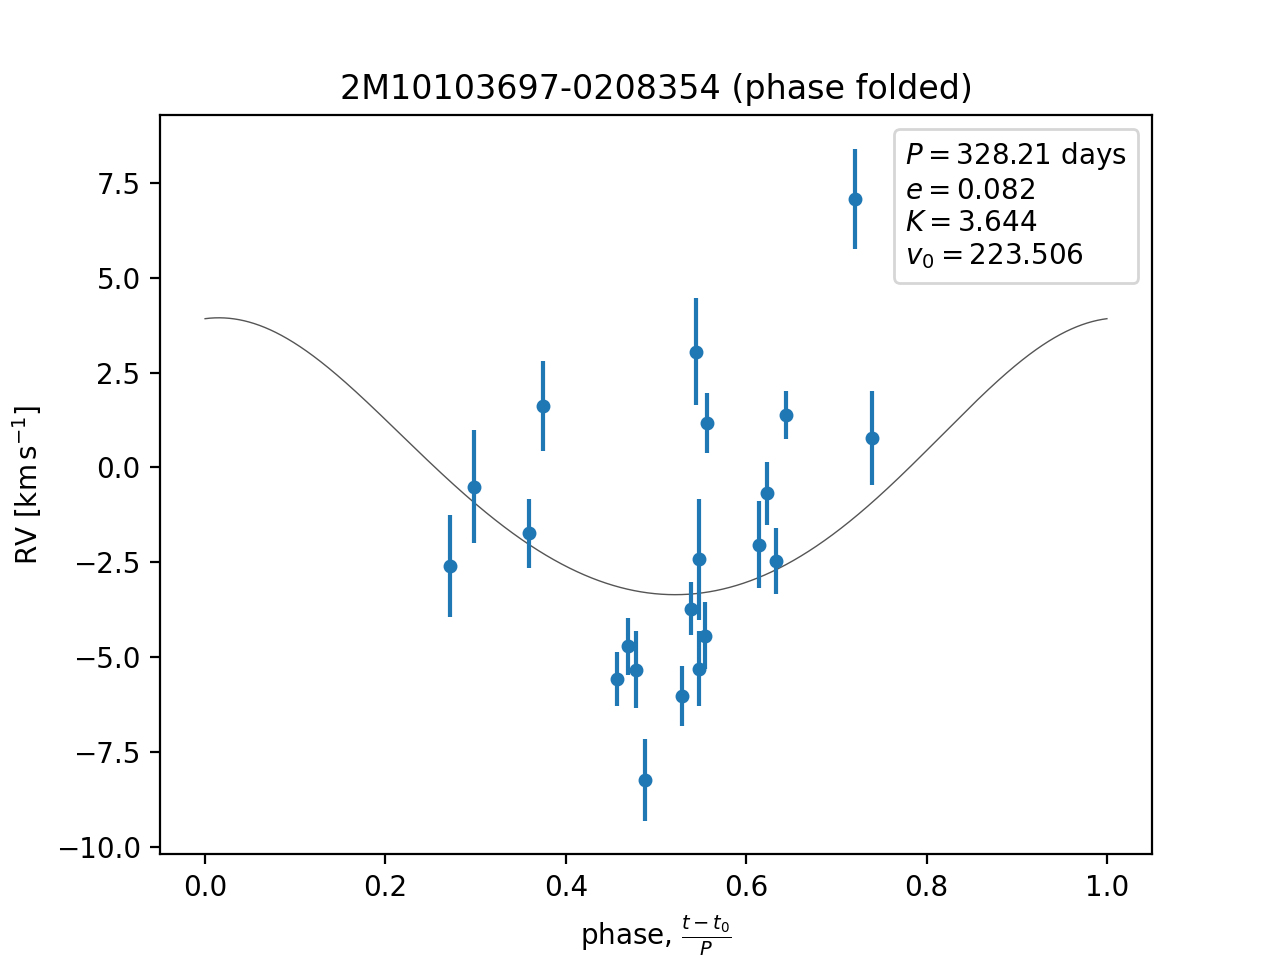 2M10103697-0208354 (phase folded)
P = 328.21 days
e = 0.082
K = 3.644
v₀ = 223.506
RV [km s⁻¹]
7.5
5.0
2.5
0.0
−2.5
−5.0
−7.5
−10.0
0.0 0.2 0.4 0.6 0.8 1.0
phase, (t − t₀)/P